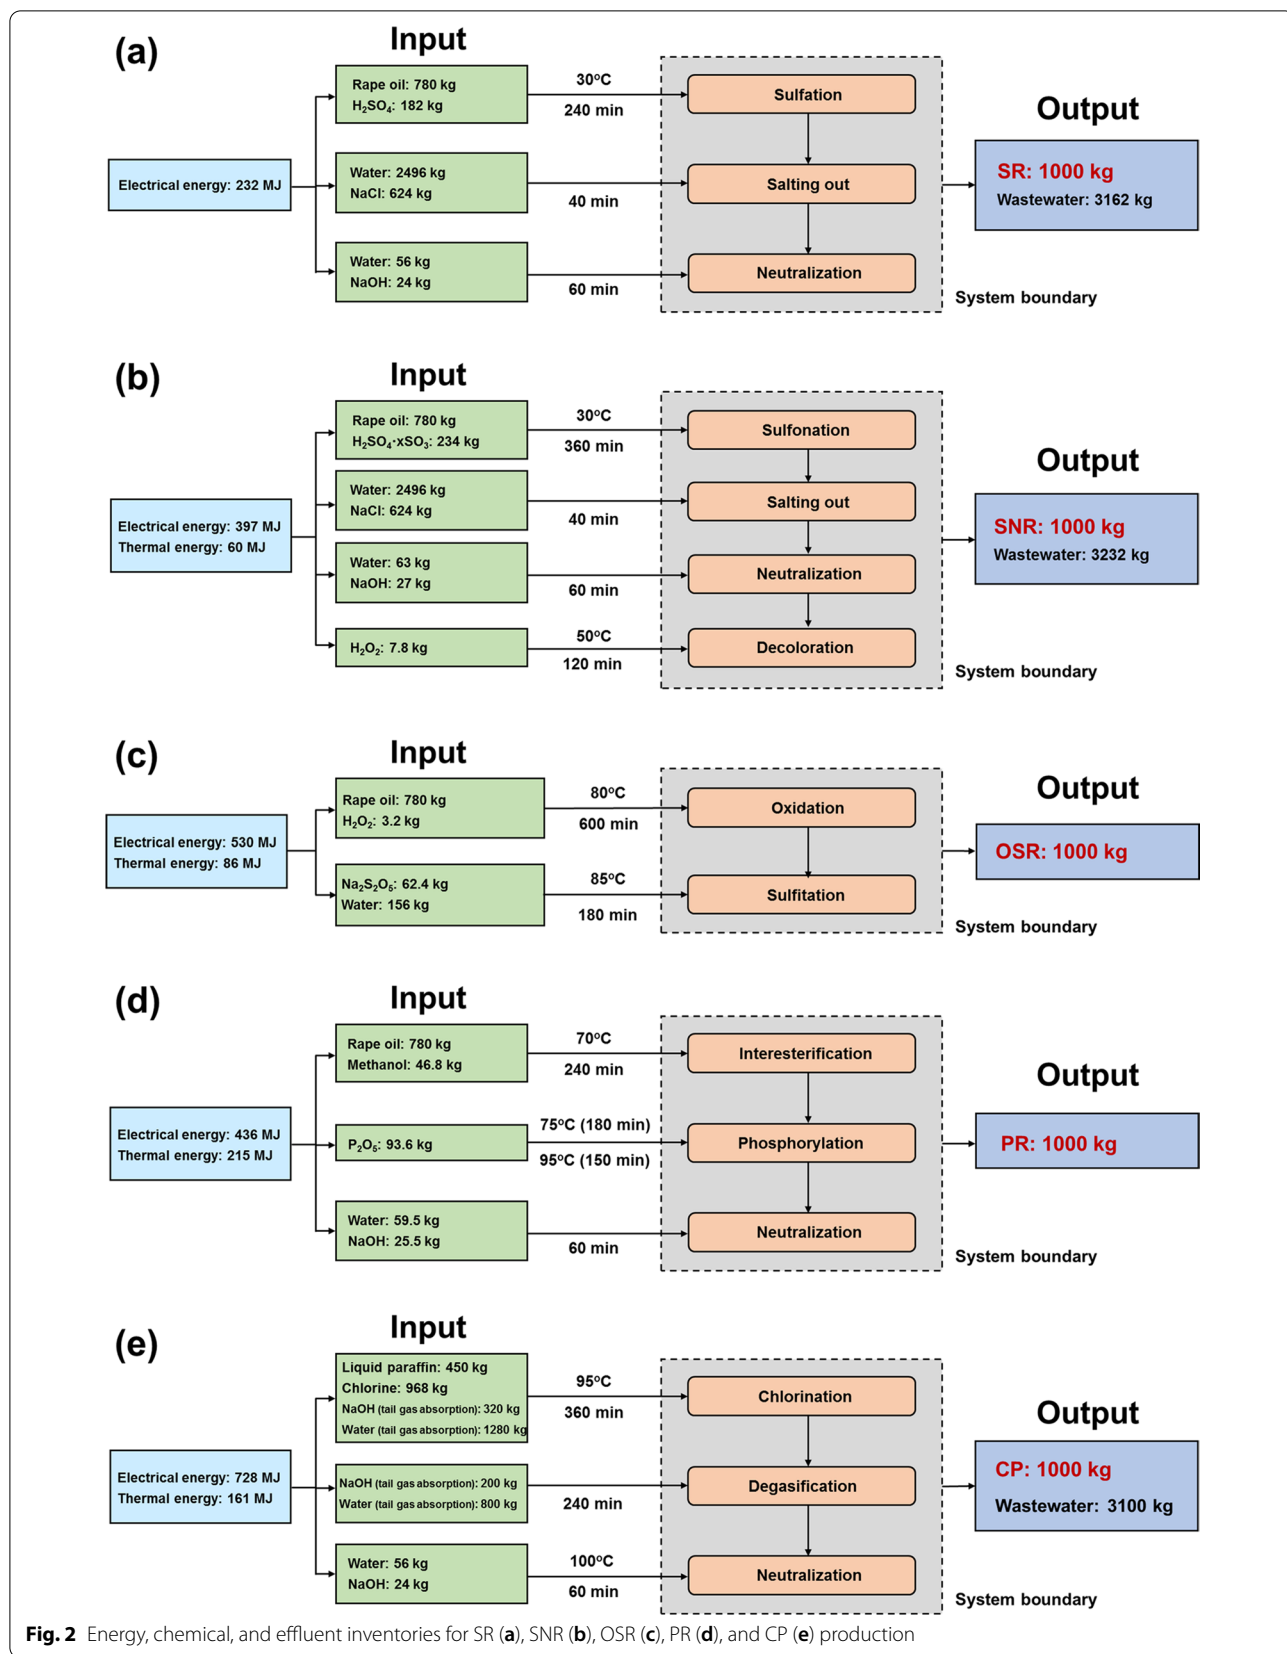 (a)
Input
Electrical energy: 232 MJ
Rape oil: 780 kg
H₂SO₄: 182 kg
30°C
240 min
Sulfation
Water: 2496 kg
NaCl: 624 kg
40 min
Salting out
Water: 56 kg
NaOH: 24 kg
60 min
Neutralization
System boundary
Output
SR: 1000 kg
Wastewater: 3162 kg
(b)
Input
Electrical energy: 397 MJ
Thermal energy: 60 MJ
Rape oil: 780 kg
H₂SO₄·xSO₃: 234 kg
30°C
360 min
Sulfonation
Water: 2496 kg
NaCl: 624 kg
40 min
Salting out
Water: 63 kg
NaOH: 27 kg
60 min
Neutralization
H₂O₂: 7.8 kg
50°C
120 min
Decoloration
System boundary
Output
SNR: 1000 kg
Wastewater: 3232 kg
(c)
Input
Electrical energy: 530 MJ
Thermal energy: 86 MJ
Rape oil: 780 kg
H₂O₂: 3.2 kg
80°C
600 min
Oxidation
Na₂S₂O₅: 62.4 kg
Water: 156 kg
85°C
180 min
Sulfitation
System boundary
Output
OSR: 1000 kg
(d)
Input
Electrical energy: 436 MJ
Thermal energy: 215 MJ
Rape oil: 780 kg
Methanol: 46.8 kg
70°C
240 min
Interesterification
P₂O₅: 93.6 kg
75°C (180 min)
95°C (150 min)
Phosphorylation
Water: 59.5 kg
NaOH: 25.5 kg
60 min
Neutralization
System boundary
Output
PR: 1000 kg
(e)
Input
Electrical energy: 728 MJ
Thermal energy: 161 MJ
Liquid paraffin: 450 kg
Chlorine: 968 kg
NaOH (tail gas absorption): 320 kg
Water (tail gas absorption): 1280 kg
95°C
360 min
Chlorination
NaOH (tail gas absorption): 200 kg
Water (tail gas absorption): 800 kg
240 min
Degasification
Water: 56 kg
NaOH: 24 kg
100°C
60 min
Neutralization
System boundary
Output
CP: 1000 kg
Wastewater: 3100 kg
Fig. 2 Energy, chemical, and effluent inventories for SR (a), SNR (b), OSR (c), PR (d), and CP (e) production